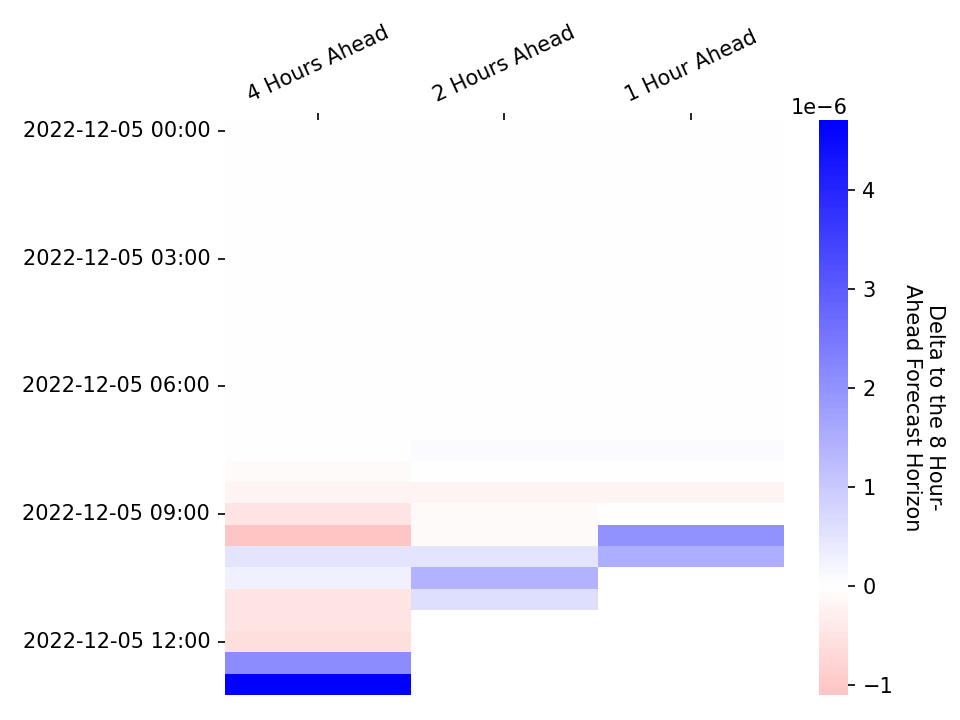 4 Hours Ahead
2 Hours Ahead
1 Hour Ahead
1e−6
2022-12-05 00:00
2022-12-05 03:00
2022-12-05 06:00
2022-12-05 09:00
2022-12-05 12:00
4
3
2
1
0
−1
Delta to the 8 Hour-
Ahead Forecast Horizon